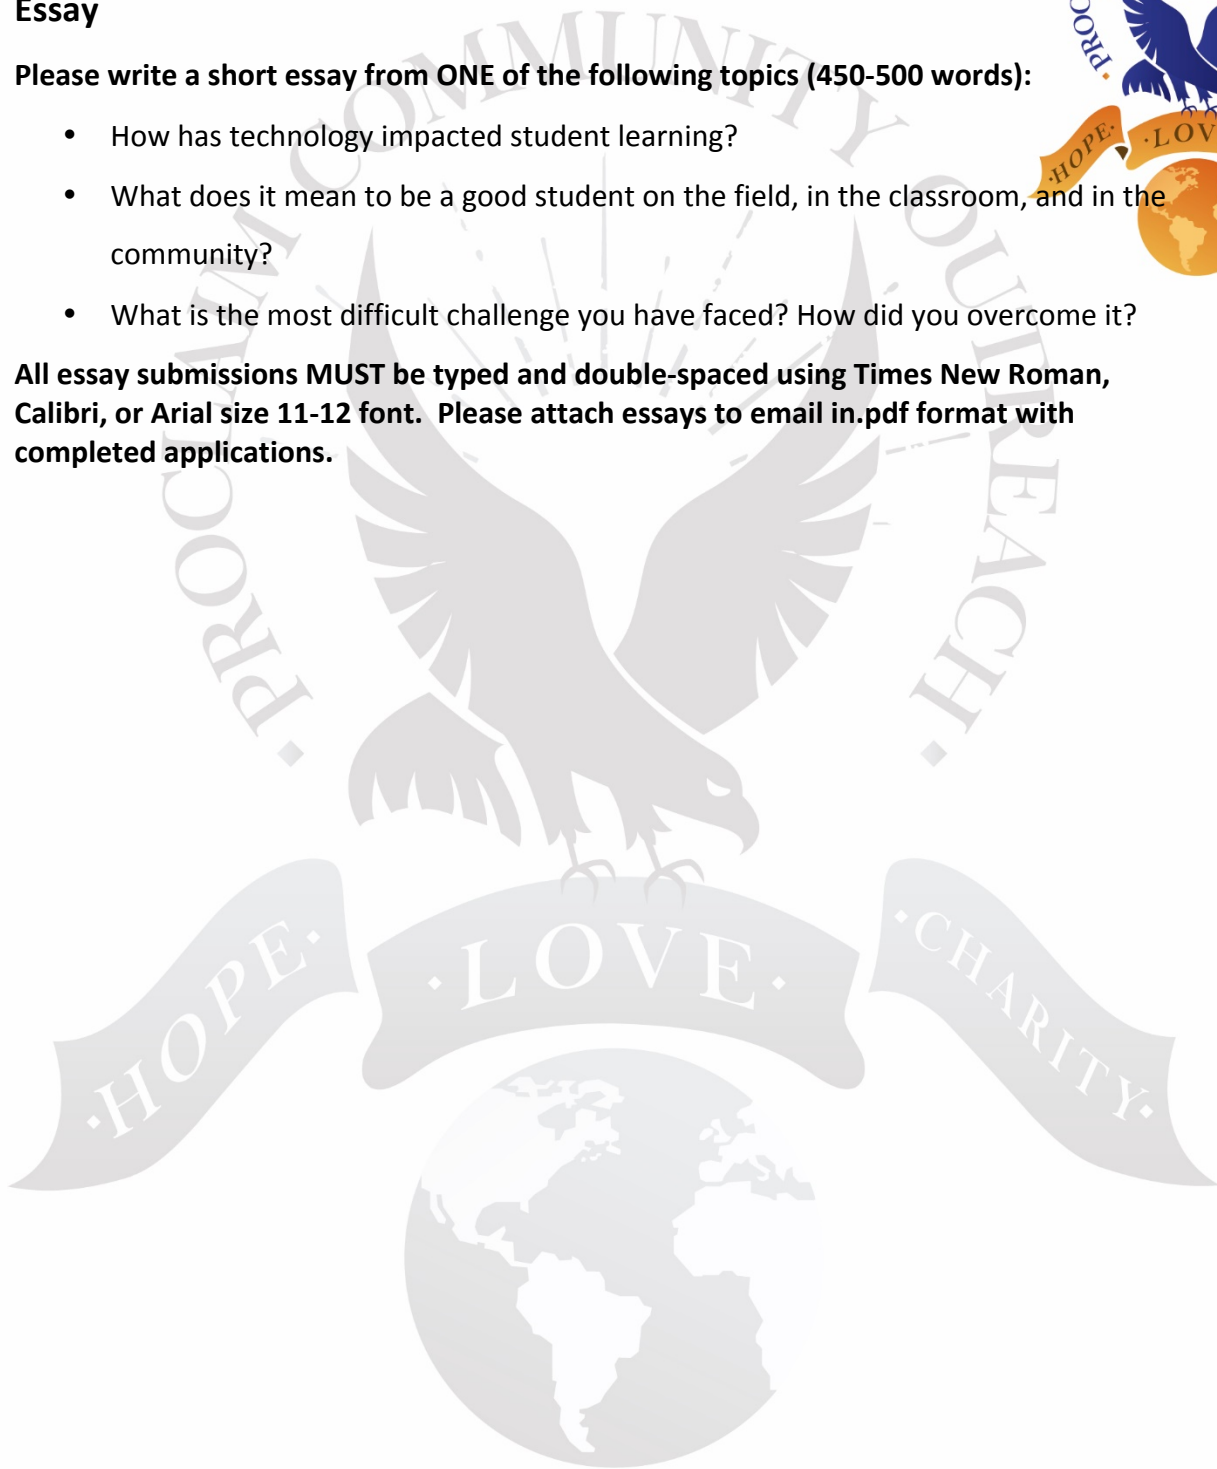 Essay
Please write a short essay from ONE of the following topics (450-500 words):
• How has technology impacted student learning?
• What does it mean to be a good student on the field, in the classroom, and in the
community?
• What is the most difficult challenge you have faced? How did you overcome it?
All essay submissions MUST be typed and double-spaced using Times New Roman,
Calibri, or Arial size 11-12 font.  Please attach essays to email in.pdf format with
completed applications.
PROC
HOPE
LOV
PROCLAIM COMMUNITY OUTREACH
·HOPE·
·LOVE·
·CHARITY·